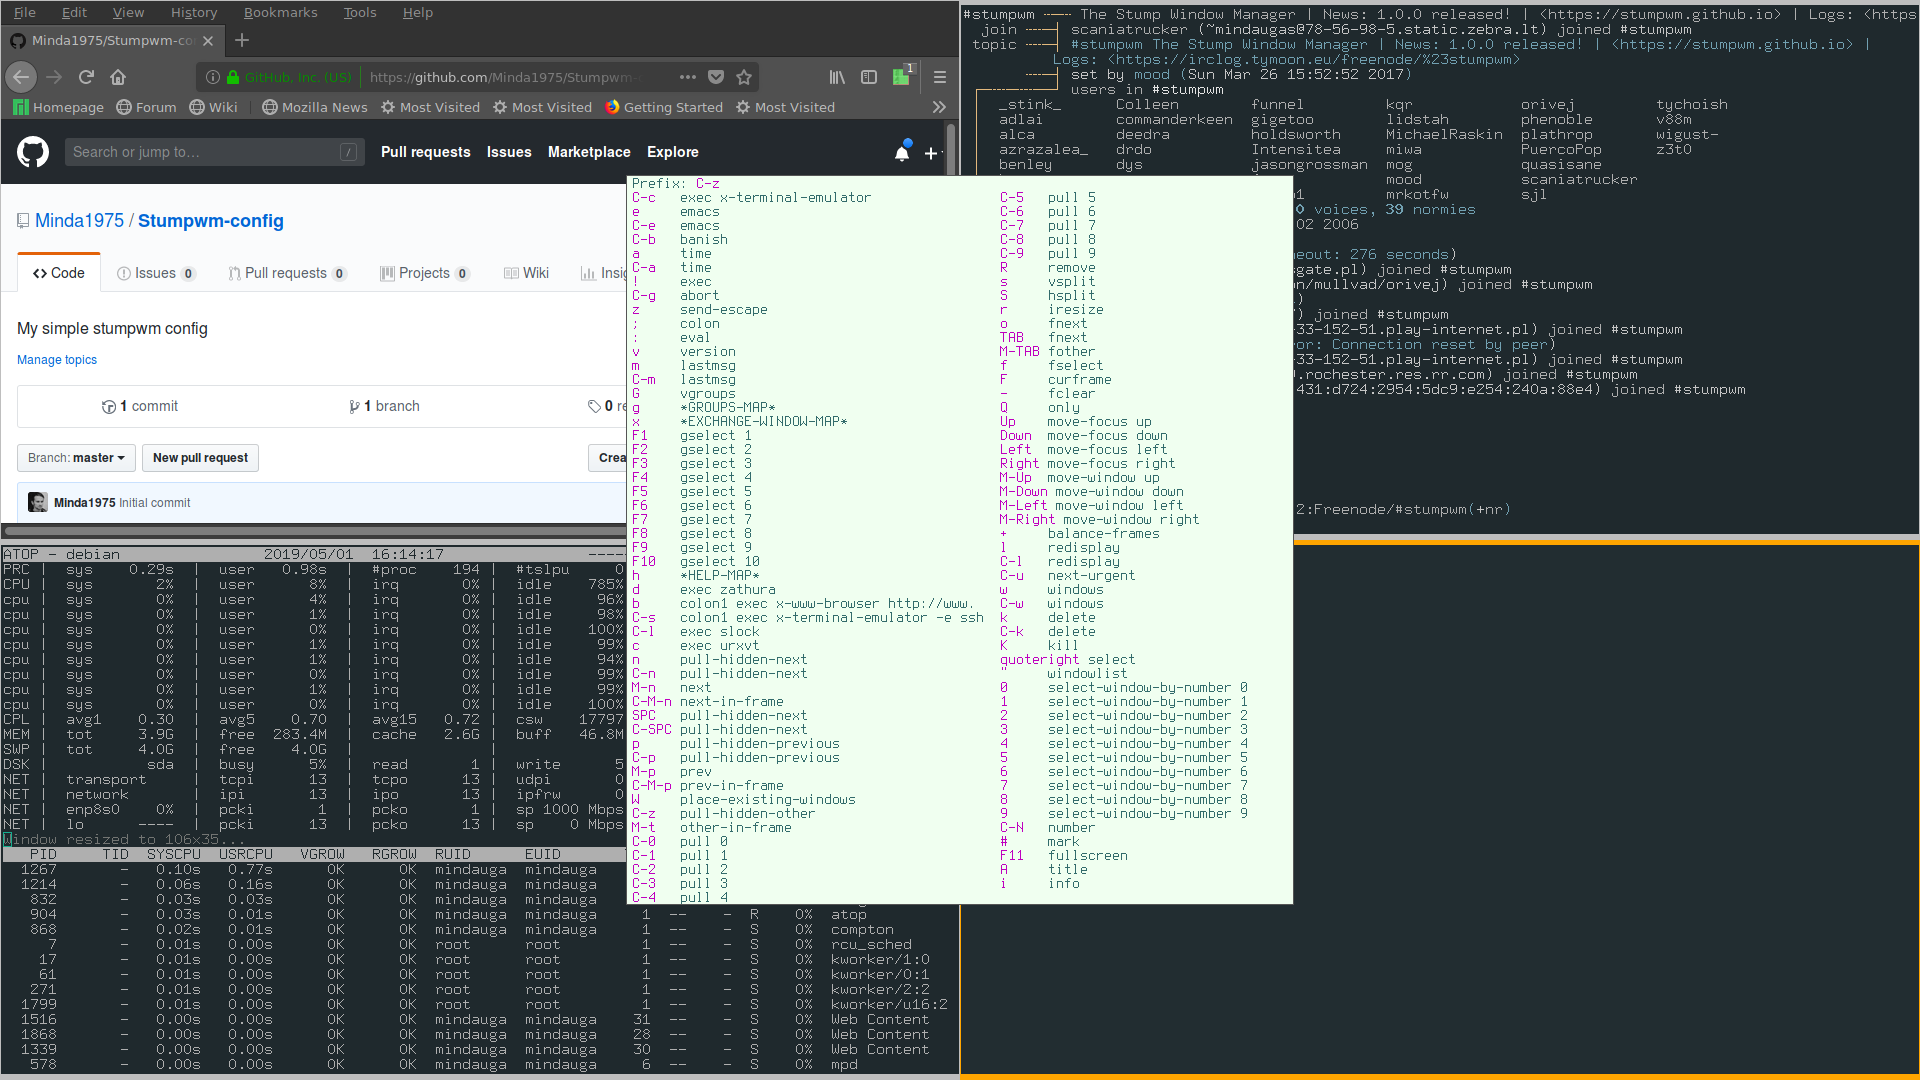 File Edit View History Bookmarks Tools Help
Minda1975/Stumpwm-co
GitHub, Inc. (US) https://github.com/Minda1975/Stumpwm-
1
Homepage Forum Wiki Mozilla News Most Visited Most Visited Getting Started Most Visited
Search or jump to… / Pull requests Issues Marketplace Explore
Minda1975 / Stumpwm-config
Code Issues 0 Pull requests 0 Projects 0 Wiki
My simple stumpwm config
Manage topics
1 commit 1 branch 0
Branch: master New pull request
Minda1975 Initial commit
#stumpwm ——— The Stump Window Manager | News: 1.0.0 released! | <https://stumpwm.github.io> | Logs: <https
join ———┤ scaniatrucker (~mindaugas@78-56-98-5.static.zebra.lt) joined #stumpwm
topic ———┤ #stumpwm The Stump Window Manager | News: 1.0.0 released! | <https://stumpwm.github.io> |
Logs: <https://irclog.tymoon.eu/freenode/%23stumpwm>
———┤ set by mood (Sun Mar 26 15:52:52 2017)
users in #stumpwm
_stink_ Colleen funnel kqr orivej tychoish
adlai commanderkeen gigetoo lidstah phenoble v88m
alca deedra holdsworth MichaelRaskin plathrop wigust-
azrazalea_ drdo Intensitea miwa PuercoPop z3t0
benley dys jasongrossman mog quasisane
mood scaniatrucker
mrkotfw sjl
0 voices, 39 normies
02 2006
eout: 276 seconds)
sgate.pl) joined #stumpwm
on/mullvad/orivej) joined #stumpwm
) joined #stumpwm
33-152-51.play-internet.pl) joined #stumpwm
or: Connection reset by peer)
33-152-51.play-internet.pl) joined #stumpwm
.rochester.res.rr.com) joined #stumpwm
431:d724:2954:5dc9:e254:240a:88e4) joined #stumpwm
2:Freenode/#stumpwm(+nr)
Prefix: C-z
C-c exec x-terminal-emulator
e emacs
C-e emacs
C-b banish
a time
C-a time
! exec
C-g abort
z send-escape
; colon
: eval
v version
m lastmsg
C-m lastmsg
G vgroups
g *GROUPS-MAP*
x *EXCHANGE-WINDOW-MAP*
F1 gselect 1
F2 gselect 2
F3 gselect 3
F4 gselect 4
F5 gselect 5
F6 gselect 6
F7 gselect 7
F8 gselect 8
F9 gselect 9
F10 gselect 10
h *HELP-MAP*
d exec zathura
b colon1 exec x-www-browser http://www.
C-s colon1 exec x-terminal-emulator -e ssh
C-l exec slock
c exec urxvt
n pull-hidden-next
C-n pull-hidden-next
M-n next
C-M-n next-in-frame
SPC pull-hidden-next
C-SPC pull-hidden-next
p pull-hidden-previous
C-p pull-hidden-previous
M-p prev
C-M-p prev-in-frame
W place-existing-windows
C-z pull-hidden-other
M-t other-in-frame
C-0 pull 0
C-1 pull 1
C-2 pull 2
C-3 pull 3
C-4 pull 4
C-5 pull 5
C-6 pull 6
C-7 pull 7
C-8 pull 8
C-9 pull 9
R remove
s vsplit
S hsplit
r iresize
o fnext
TAB fnext
M-TAB fother
f fselect
F curframe
- fclear
Q only
Up move-focus up
Down move-focus down
Left move-focus left
Right move-focus right
M-Up move-window up
M-Down move-window down
M-Left move-window left
M-Right move-window right
+ balance-frames
l redisplay
C-l redisplay
C-u next-urgent
w windows
C-w windows
k delete
C-k delete
K kill
quoteright select
" windowlist
0 select-window-by-number 0
1 select-window-by-number 1
2 select-window-by-number 2
3 select-window-by-number 3
4 select-window-by-number 4
5 select-window-by-number 5
6 select-window-by-number 6
7 select-window-by-number 7
8 select-window-by-number 8
9 select-window-by-number 9
C-N number
# mark
F11 fullscreen
A title
i info
ATOP - debian 2019/05/01 16:14:17 ----
PRC | sys 0.29s | user 0.98s | #proc 194 | #tslpu 0
CPU | sys 2% | user 8% | irq 0% | idle 785%
cpu | sys 0% | user 4% | irq 0% | idle 96%
cpu | sys 0% | user 1% | irq 0% | idle 98%
cpu | sys 0% | user 0% | irq 0% | idle 100%
cpu | sys 0% | user 1% | irq 0% | idle 99%
cpu | sys 0% | user 1% | irq 0% | idle 94%
cpu | sys 0% | user 0% | irq 0% | idle 99%
cpu | sys 0% | user 1% | irq 0% | idle 99%
cpu | sys 0% | user 0% | irq 0% | idle 100%
CPL | avg1 0.30 | avg5 0.70 | avg15 0.72 | csw 17797
MEM | tot 3.9G | free 283.4M | cache 2.6G | buff 46.8M
SWP | tot 4.0G | free 4.0G | |
DSK | sda | busy 5% | read 1 | write 5
NET | transport | tcpi 13 | tcpo 13 | udpi 0
NET | network | ipi 13 | ipo 13 | ipfrw 0
NET | enp8s0 0% | pcki 1 | pcko 1 | sp 1000 Mbps
NET | lo ---- | pcki 13 | pcko 13 | sp 0 Mbps
Window resized to 106x35...
PID TID SYSCPU USRCPU VGROW RGROW RUID EUID
1267 - 0.10s 0.77s 0K 0K mindauga mindauga
1214 - 0.06s 0.16s 0K 0K mindauga mindauga
832 - 0.03s 0.03s 0K 0K mindauga mindauga
904 - 0.03s 0.01s 0K 0K mindauga mindauga 1 -- - R 0% atop
868 - 0.02s 0.01s 0K 0K mindauga mindauga 1 -- - S 0% compton
7 - 0.01s 0.00s 0K 0K root root 1 -- - S 0% rcu_sched
17 - 0.01s 0.00s 0K 0K root root 1 -- - S 0% kworker/1:0
61 - 0.01s 0.00s 0K 0K root root 1 -- - S 0% kworker/0:1
271 - 0.01s 0.00s 0K 0K root root 1 -- - S 0% kworker/2:2
1799 - 0.01s 0.00s 0K 0K root root 1 -- - S 0% kworker/u16:2
1516 - 0.00s 0.00s 0K 0K mindauga mindauga 31 -- - S 0% Web Content
1868 - 0.00s 0.00s 0K 0K mindauga mindauga 28 -- - S 0% Web Content
1339 - 0.00s 0.00s 0K 0K mindauga mindauga 30 -- - S 0% Web Content
578 - 0.00s 0.00s 0K 0K mindauga mindauga 6 -- - S 0% mpd